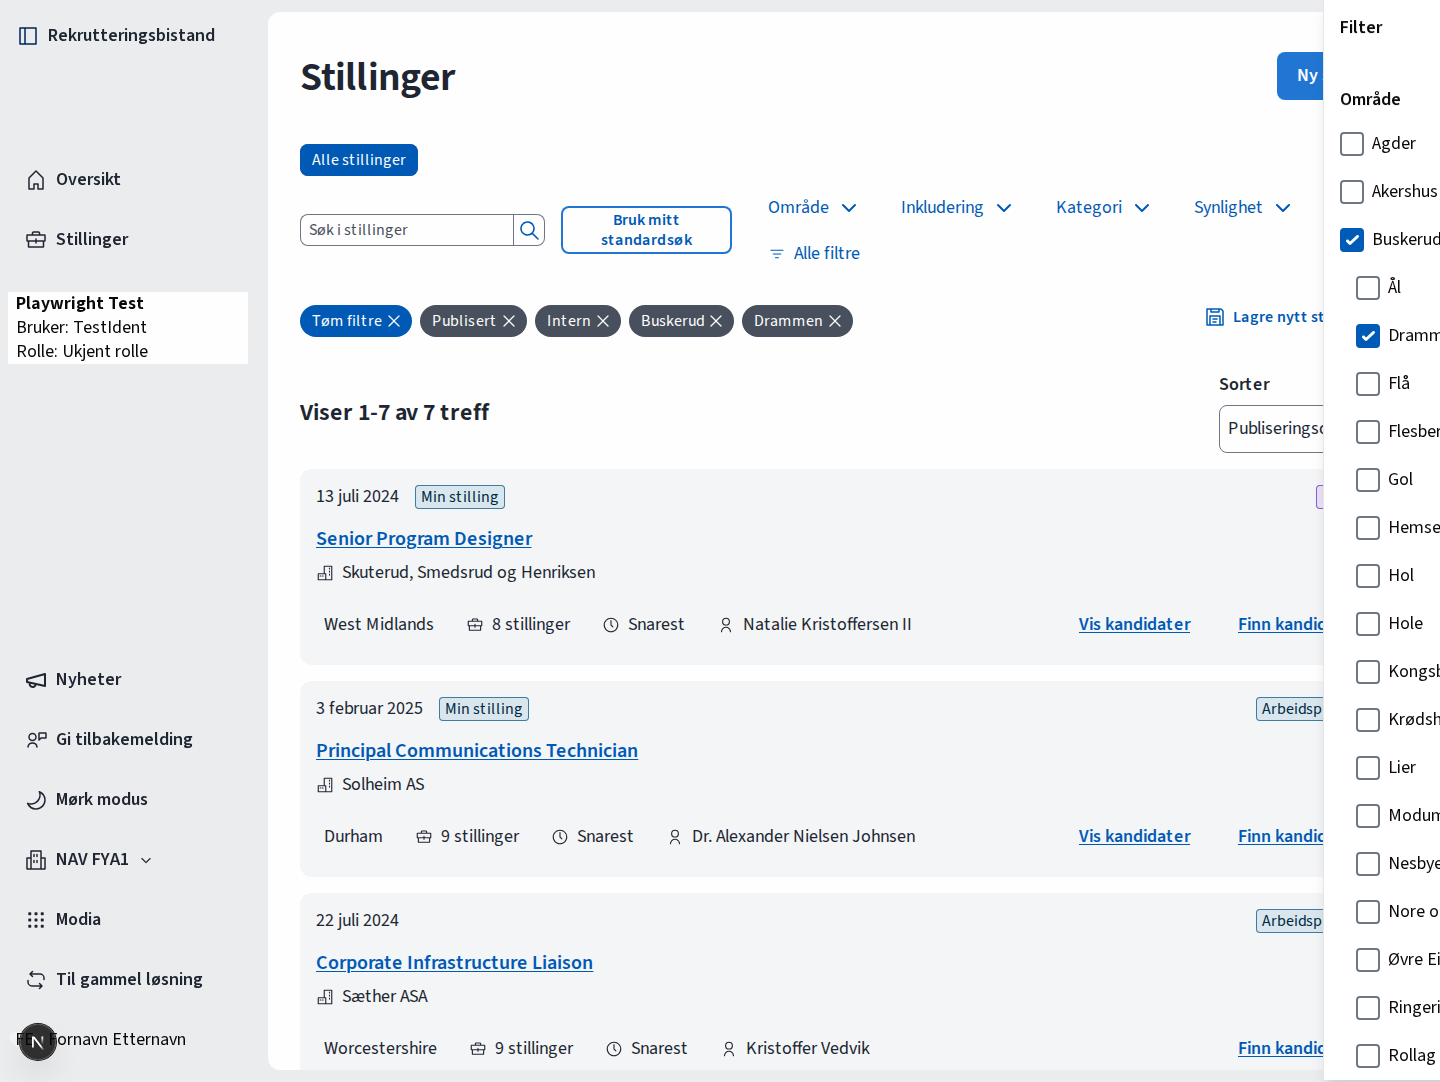 Rekrutteringsbistand
Oversikt
Stillinger
Playwright Test
Bruker: TestIdent
Rolle: Ukjent rolle
Nyheter
Gi tilbakemelding
Mørk modus
NAV FYA1
Modia
Til gammel løsning
Fornavn Etternavn
Stillinger
Ny
Alle stillinger
Søk i stillinger
Bruk mitt
standardsøk
Område
Inkludering
Kategori
Synlighet
Alle filtre
Tøm filtre
Publisert
Intern
Buskerud
Drammen
Lagre nytt st
Viser 1-7 av 7 treff
Sorter
Publiserings
13 juli 2024 Min stilling
Senior Program Designer
Skuterud, Smedsrud og Henriksen
West Midlands 8 stillinger Snarest Natalie Kristoffersen II Vis kandidater Finn kandid
3 februar 2025 Min stilling Arbeidsp
Principal Communications Technician
Solheim AS
Durham 9 stillinger Snarest Dr. Alexander Nielsen Johnsen Vis kandidater Finn kandid
22 juli 2024 Arbeidsp
Corporate Infrastructure Liaison
Sæther ASA
Worcestershire 9 stillinger Snarest Kristoffer Vedvik Finn kandid
Filter
Område
Agder
Akershus
Buskerud
Ål
Dramm
Flå
Flesber
Gol
Hemse
Hol
Hole
Kongsb
Krødsh
Lier
Modum
Nesbye
Nore o
Øvre Ei
Ringeri
Rollag